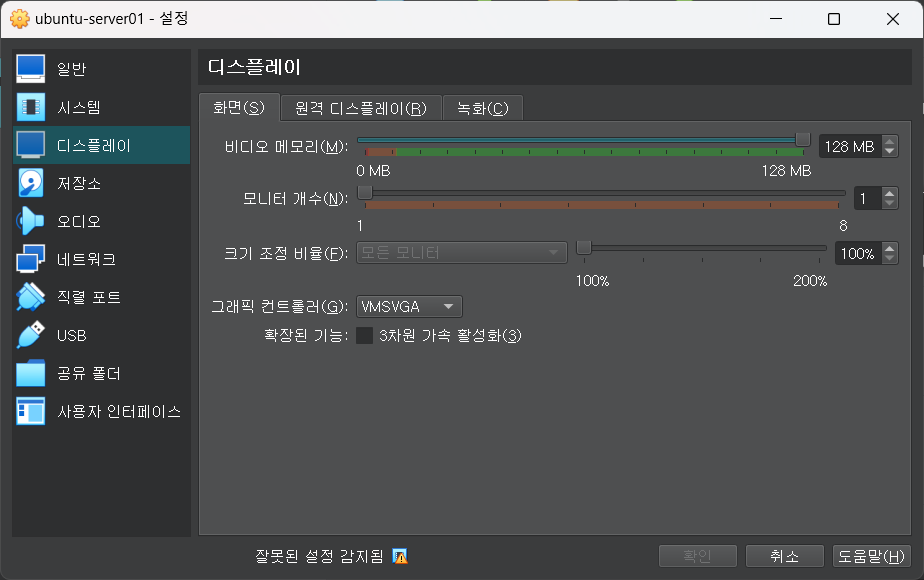 ubuntu-server01 - 설정
일반
시스템
디스플레이
저장소
오디오
네트워크
직렬 포트
USB
공유 폴더
사용자 인터페이스
디스플레이
화면(S) 원격 디스플레이(R) 녹화(C)
비디오 메모리(M): 128 MB
0 MB 128 MB
모니터 개수(N): 1
1 8
크기 조정 비율(F): 모든 모니터 100%
100% 200%
그래픽 컨트롤러(G): VMSVGA
확장된 기능: 3차원 가속 활성화(3)
잘못된 설정 감지됨 확인 취소 도움말(H)